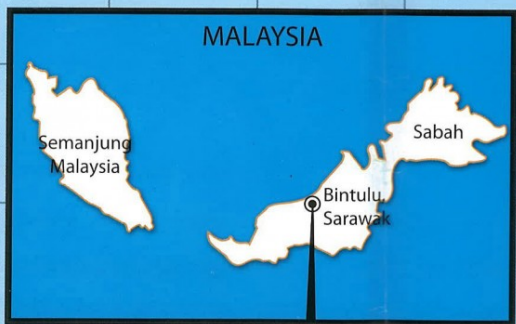 MALAYSIA
Semanjung
Malaysia
Sabah
Bintulu,
Sarawak